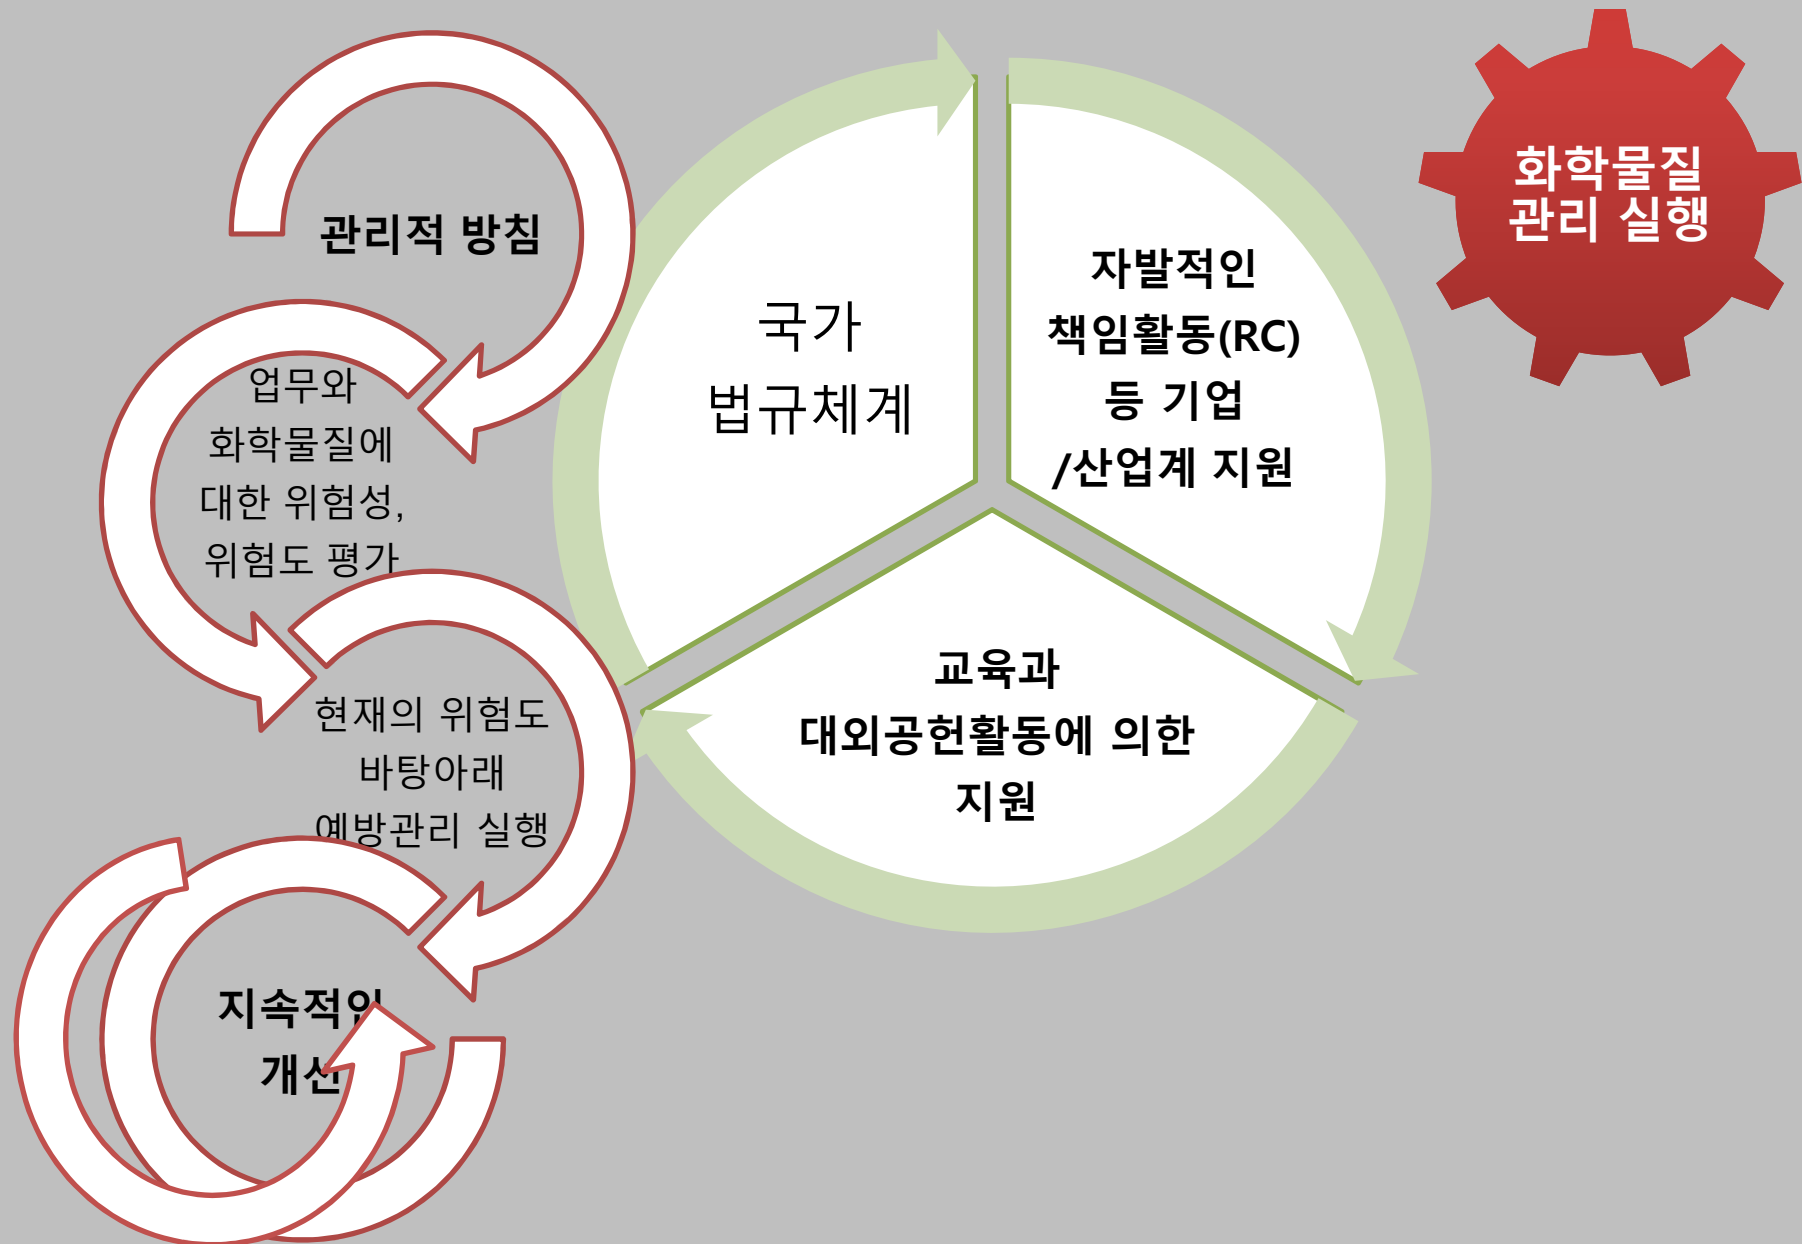 관리적 방침
업무와
화학물질에
대한 위험성,
위험도 평가
현재의 위험도
바탕아래
예방관리 실행
지속적인
개선
국가
법규체계
자발적인
책임활동(RC)
등 기업
/산업계 지원
교육과
대외공헌활동에 의한
지원
화학물질
관리 실행